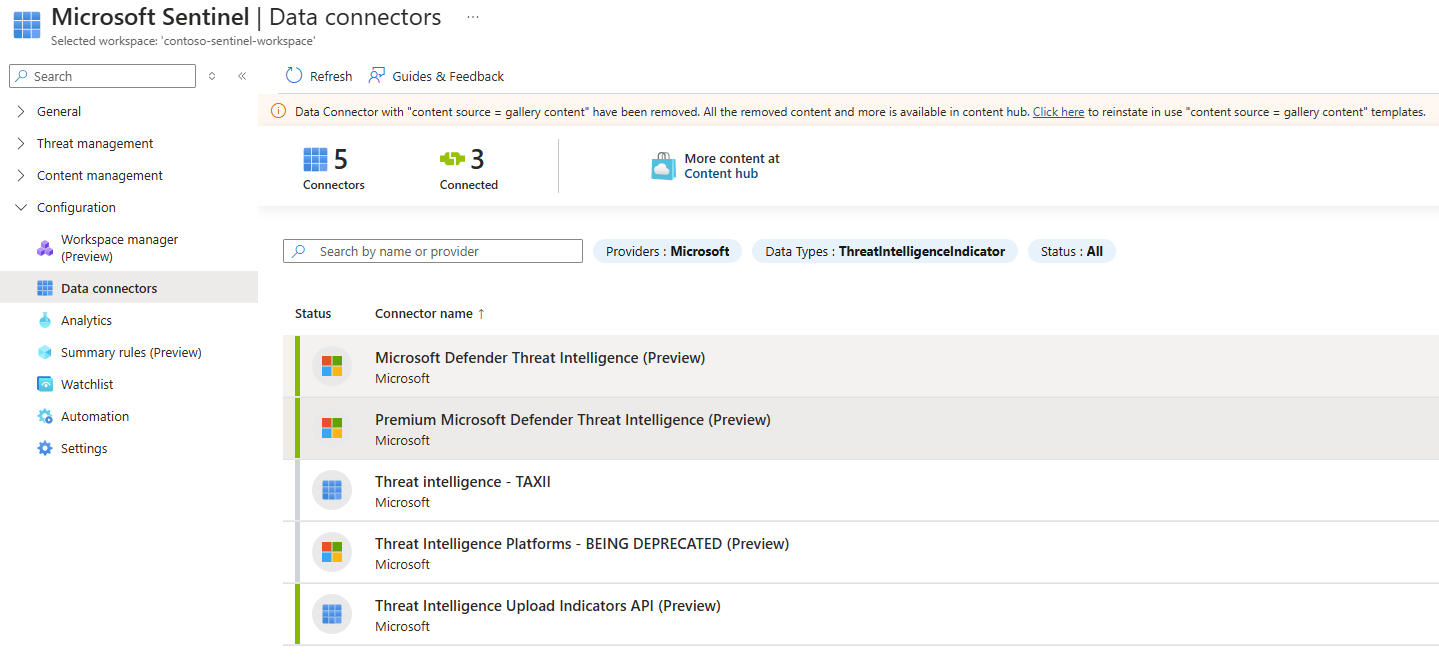 Microsoft Sentinel | Data connectors ...
Selected workspace: 'contoso-sentinel-workspace'
Search
General
Threat management
Content management
Configuration
Workspace manager
(Preview)
Data connectors
Analytics
Summary rules (Preview)
Watchlist
Automation
Settings
Refresh
Guides & Feedback
Data Connector with "content source = gallery content" have been removed. All the removed content and more is available in content hub. Click here to reinstate in use "content source = gallery content" templates.
5
Connectors
3
Connected
More content at
Content hub
Search by name or provider
Providers : Microsoft
Data Types : ThreatIntelligenceIndicator
Status : All
Status
Connector name ↑
Microsoft Defender Threat Intelligence (Preview)
Microsoft
Premium Microsoft Defender Threat Intelligence (Preview)
Microsoft
Threat intelligence - TAXII
Microsoft
Threat Intelligence Platforms - BEING DEPRECATED (Preview)
Microsoft
Threat Intelligence Upload Indicators API (Preview)
Microsoft